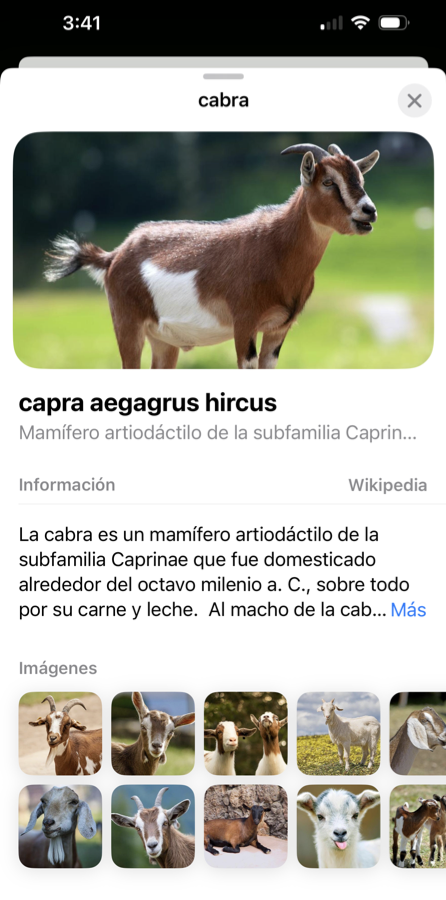 3:41
cabra
capra aegagrus hircus
Mamífero artiodáctilo de la subfamilia Caprin...
Información
Wikipedia
La cabra es un mamífero artiodáctilo de la
subfamilia Caprinae que fue domesticado
alrededor del octavo milenio a. C., sobre todo
por su carne y leche. Al macho de la cab... Más
Imágenes